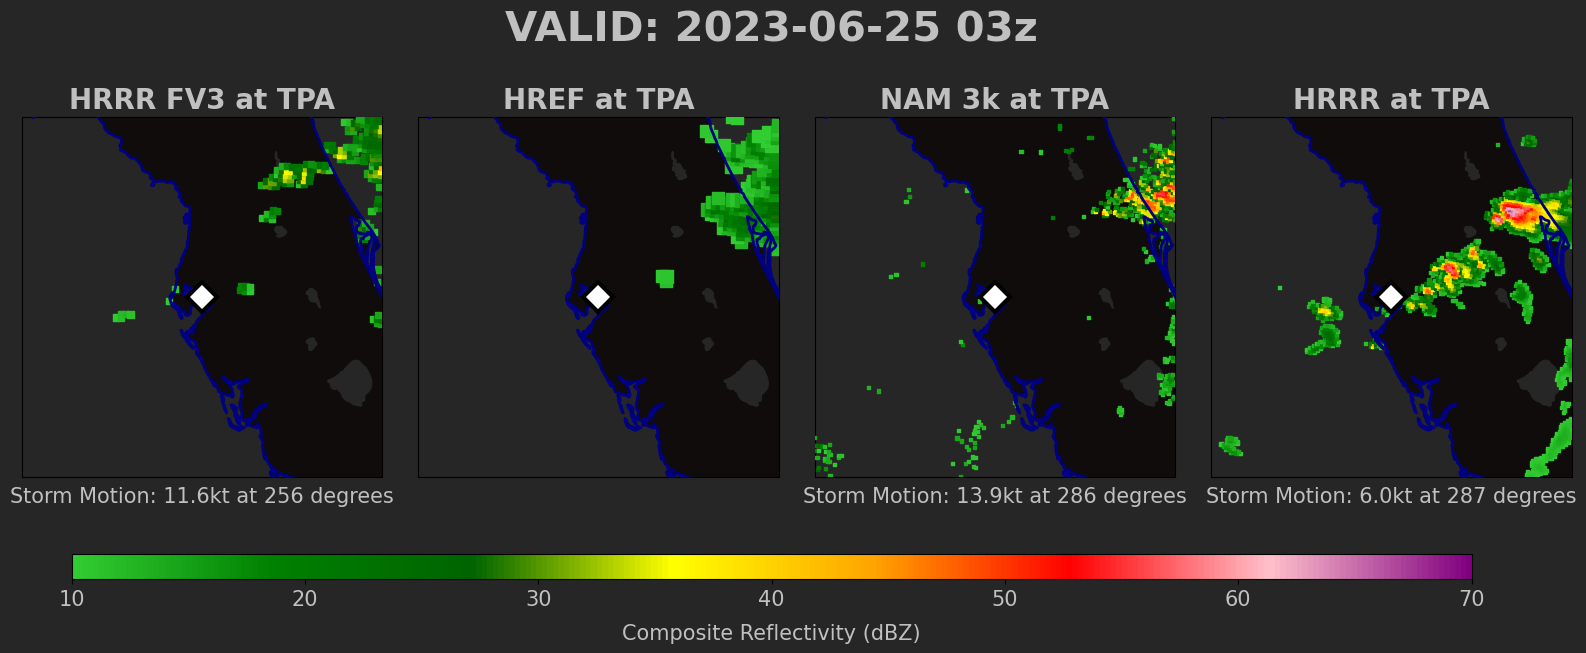 VALID: 2023-06-25 03z
HRRR FV3 at TPA
HREF at TPA
NAM 3k at TPA
HRRR at TPA
Storm Motion: 11.6kt at 256 degrees
Storm Motion: 13.9kt at 286 degrees
Storm Motion: 6.0kt at 287 degrees
10 20 30 40 50 60 70
Composite Reflectivity (dBZ)